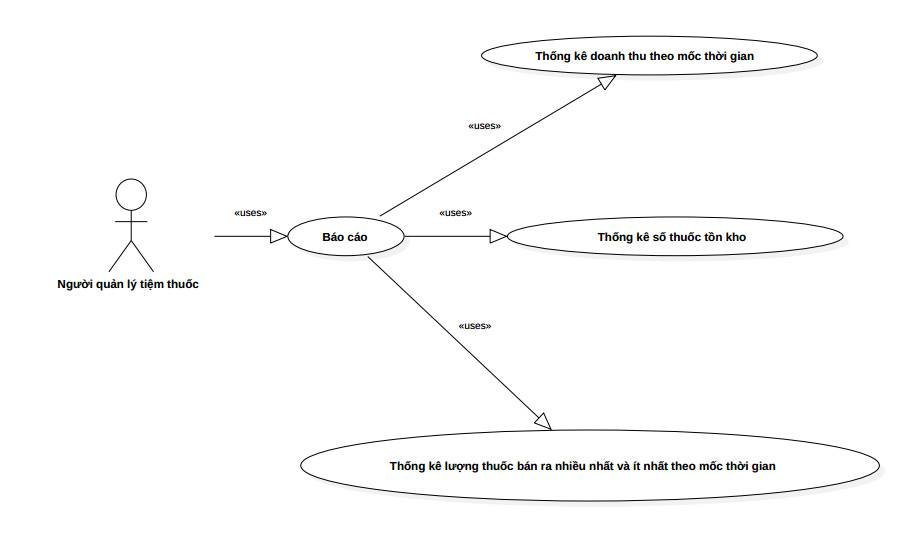 Thống kê doanh thu theo mốc thời gian
«uses»
«uses»
«uses»
Báo cáo
Thống kê số thuốc tồn kho
Người quản lý tiệm thuốc
«uses»
Thống kê lượng thuốc bán ra nhiều nhất và ít nhất theo mốc thời gian